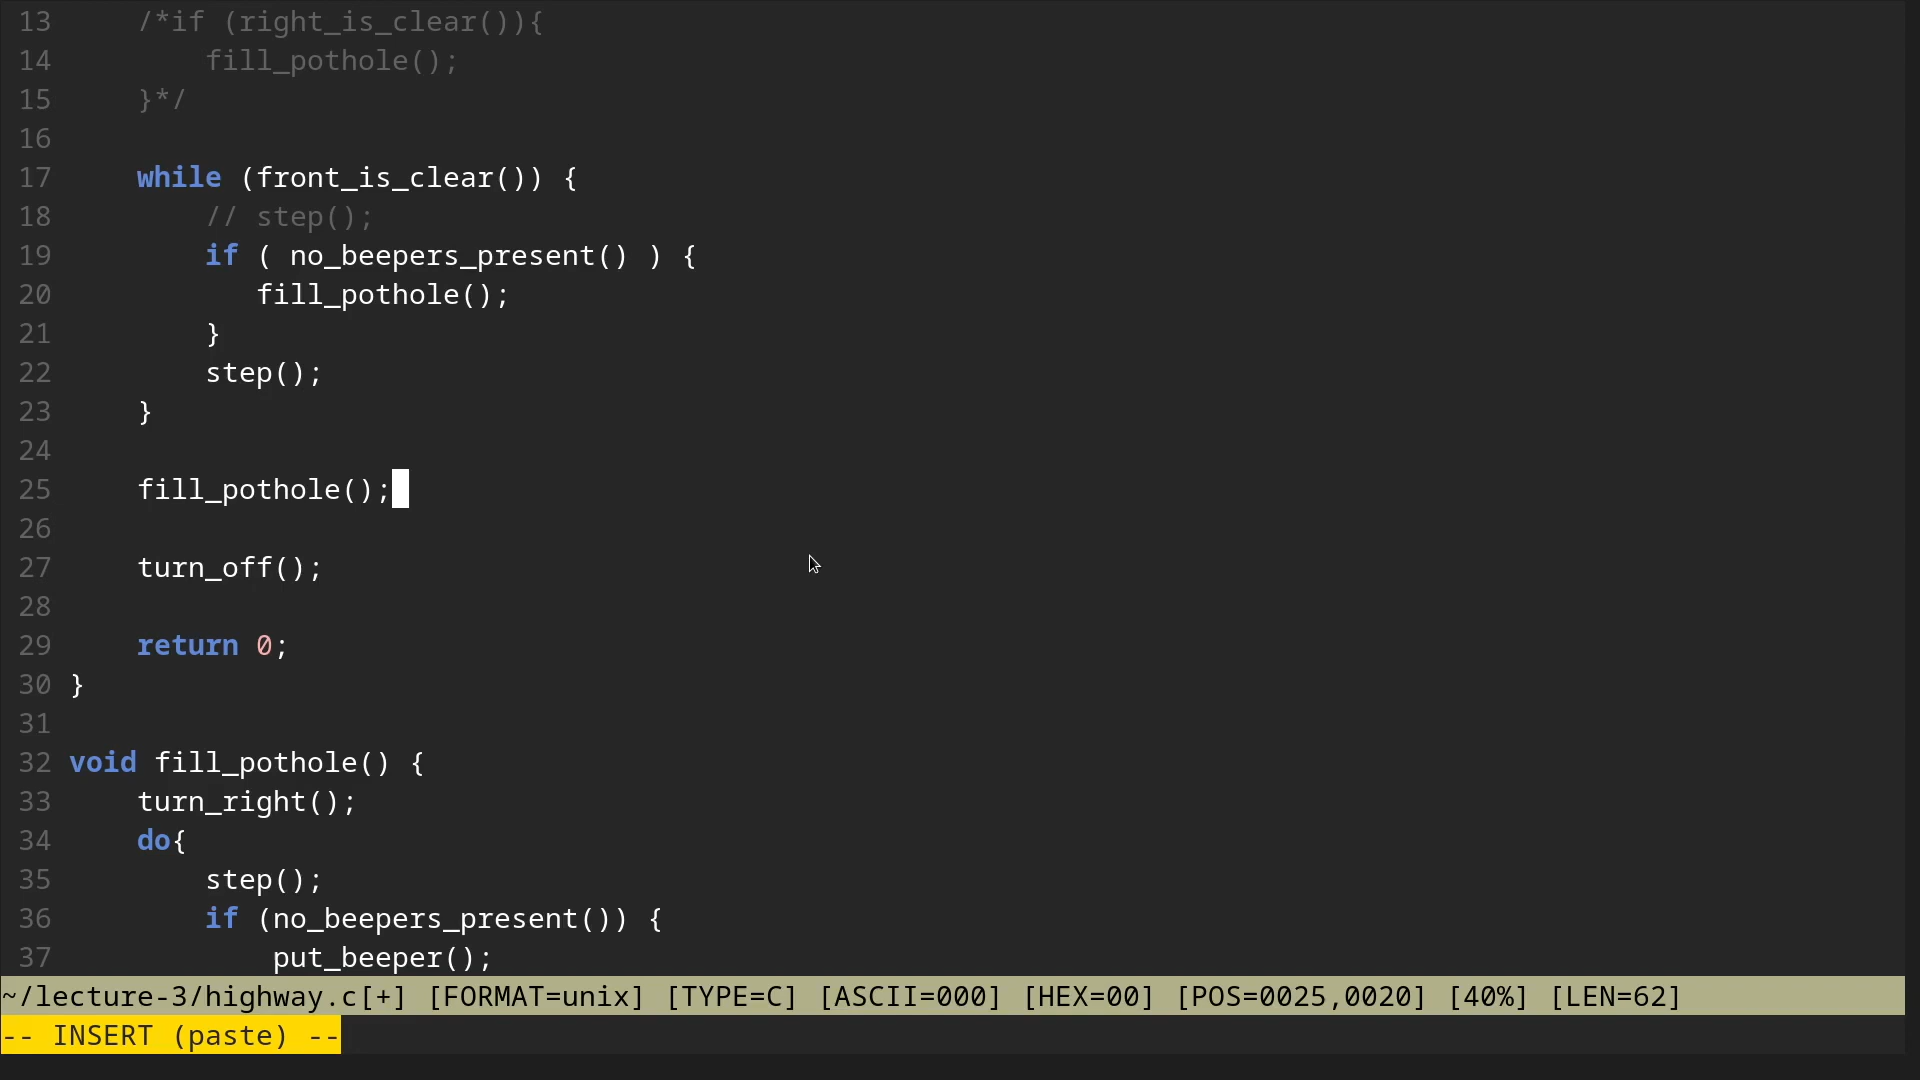 13 /*if (right_is_clear()){
14 fill_pothole();
15 }*/
16
17 while (front_is_clear()) {
18 // step();
19 if ( no_beepers_present() ) {
20 fill_pothole();
21 }
22 step();
23 }
24
25 fill_pothole();
26
27 turn_off();
28
29 return 0;
30 }
31
32 void fill_pothole() {
33 turn_right();
34 do{
35 step();
36 if (no_beepers_present()) {
37 put_beeper();
~/lecture-3/highway.c[+] [FORMAT=unix] [TYPE=C] [ASCII=000] [HEX=00] [POS=0025,0020] [40%] [LEN=62]
-- INSERT (paste) --